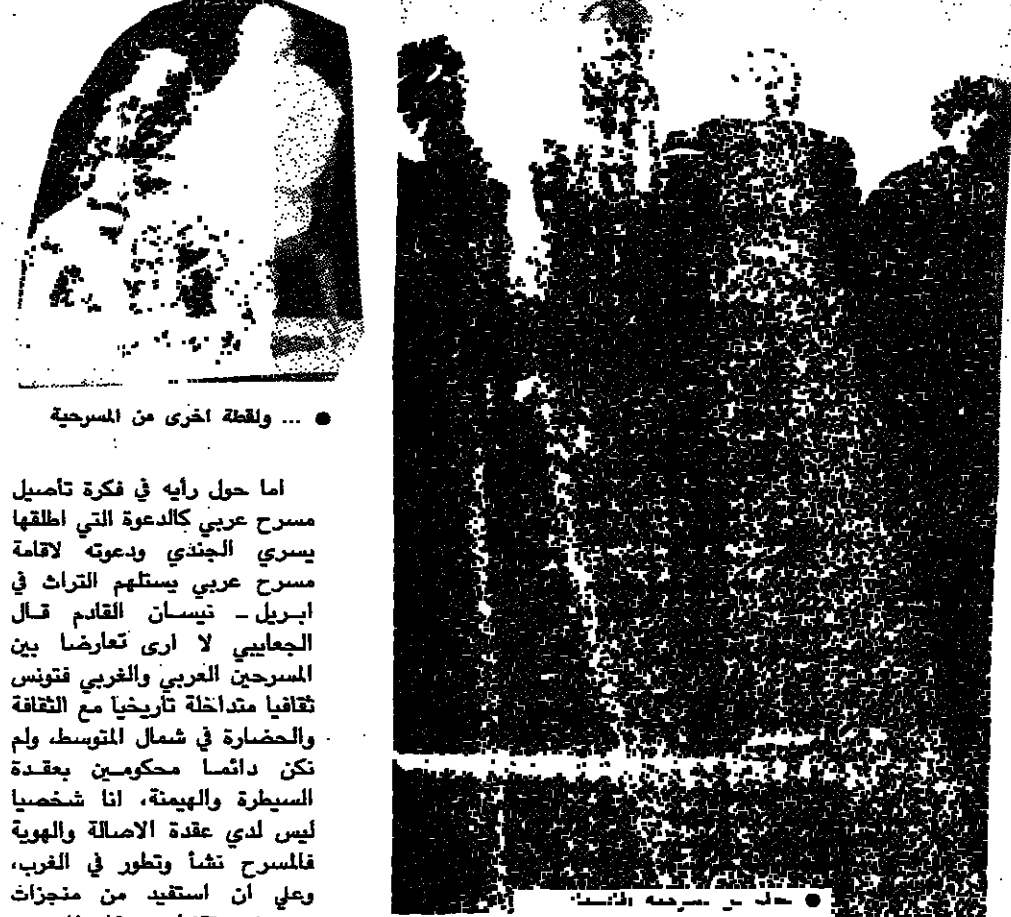 ● ... ولقطة اخرى من المسرحية
اما حول رأيه في فكرة تأصيل
مسرح عربي كالدعوة التي اطلقها
يسري الجندي ودعوته لاقامة
مسرح عربي يستلهم التراث في
ابريل ـ نيسان القادم قال
الجعايبي لا ارى تعارضا بين
المسرحين العربي والغربي فتونس
ثقافيا متداخلة تاريخيا مع الثقافة
والحضارة في شمال المتوسط، ولم
نكن دائما محكومين بعقدة
السيطرة والهيمنة، انا شخصيا
ليس لدي عقدة الاصالة والهوية
فالمسرح نشأ وتطور في الغرب،
وعلي ان استفيد من منجزات